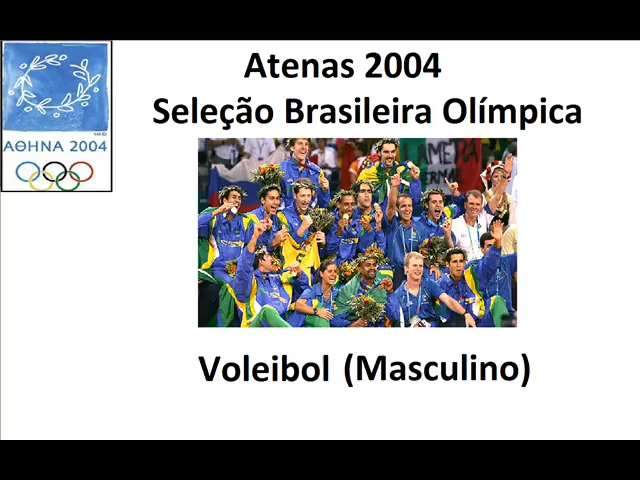 Atenas 2004
Seleção Brasileira Olímpica
ΑΘΗΝΑ 2004
Voleibol (Masculino)